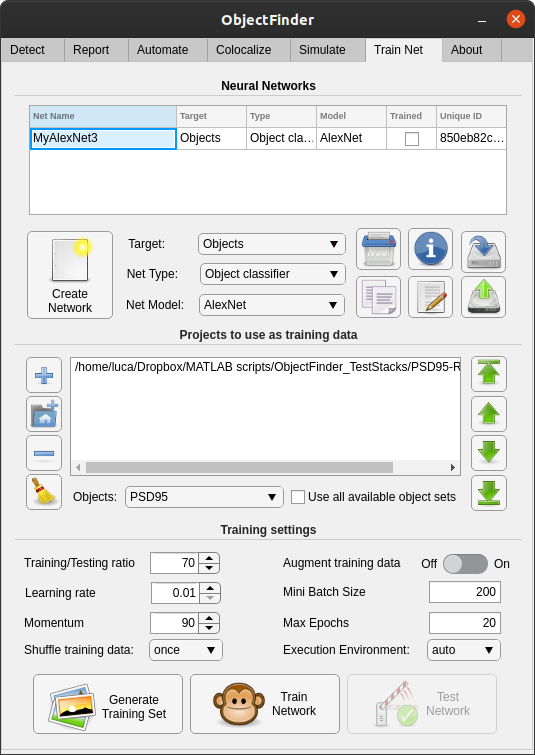 ObjectFinder
Detect Report Automate Colocalize Simulate Train Net About
Neural Networks
Net Name Target Type Model Trained Unique ID
MyAlexNet3 Objects Object cla... AlexNet 850eb82c...
Create
Network
Target: Objects
Net Type: Object classifier
Net Model: AlexNet
Projects to use as training data
/home/luca/Dropbox/MATLAB scripts/ObjectFinder_TestStacks/PSD95-R
Objects: PSD95 Use all available object sets
Training settings
Training/Testing ratio 70 Augment training data Off On
Learning rate 0.01 Mini Batch Size 200
Momentum 90 Max Epochs 20
Shuffle training data: once Execution Environment: auto
Generate
Training Set
Train
Network
Test
Network